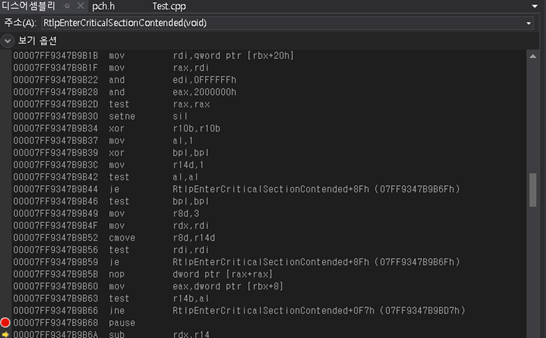 디스어셈블리 pch.h Test.cpp
주소(A): RtlpEnterCriticalSectionContended(void)
보기 옵션
00007FF9347B9B1B mov rdi,qword ptr [rbx+20h]
00007FF9347B9B1F mov rax,rdi
00007FF9347B9B22 and edi,0FFFFFFh
00007FF9347B9B28 and eax,2000000h
00007FF9347B9B2D test rax,rax
00007FF9347B9B30 setne sil
00007FF9347B9B34 xor r10b,r10b
00007FF9347B9B37 mov al,1
00007FF9347B9B39 xor bpl,bpl
00007FF9347B9B3C mov r14d,1
00007FF9347B9B42 test al,al
00007FF9347B9B44 je RtlpEnterCriticalSectionContended+8Fh (07FF9347B9B6Fh)
00007FF9347B9B46 test bpl,bpl
00007FF9347B9B49 mov r8d,3
00007FF9347B9B4F mov rdx,rdi
00007FF9347B9B52 cmove r8d,r14d
00007FF9347B9B56 test rdi,rdi
00007FF9347B9B59 je RtlpEnterCriticalSectionContended+8Fh (07FF9347B9B6Fh)
00007FF9347B9B5B nop dword ptr [rax+rax]
00007FF9347B9B60 mov eax,dword ptr [rbx+8]
00007FF9347B9B63 test r14b,al
00007FF9347B9B66 jne RtlpEnterCriticalSectionContended+0F7h (07FF9347B9BD7h)
00007FF9347B9B68 pause
00007FF9347B9B6A sub rdx,r14